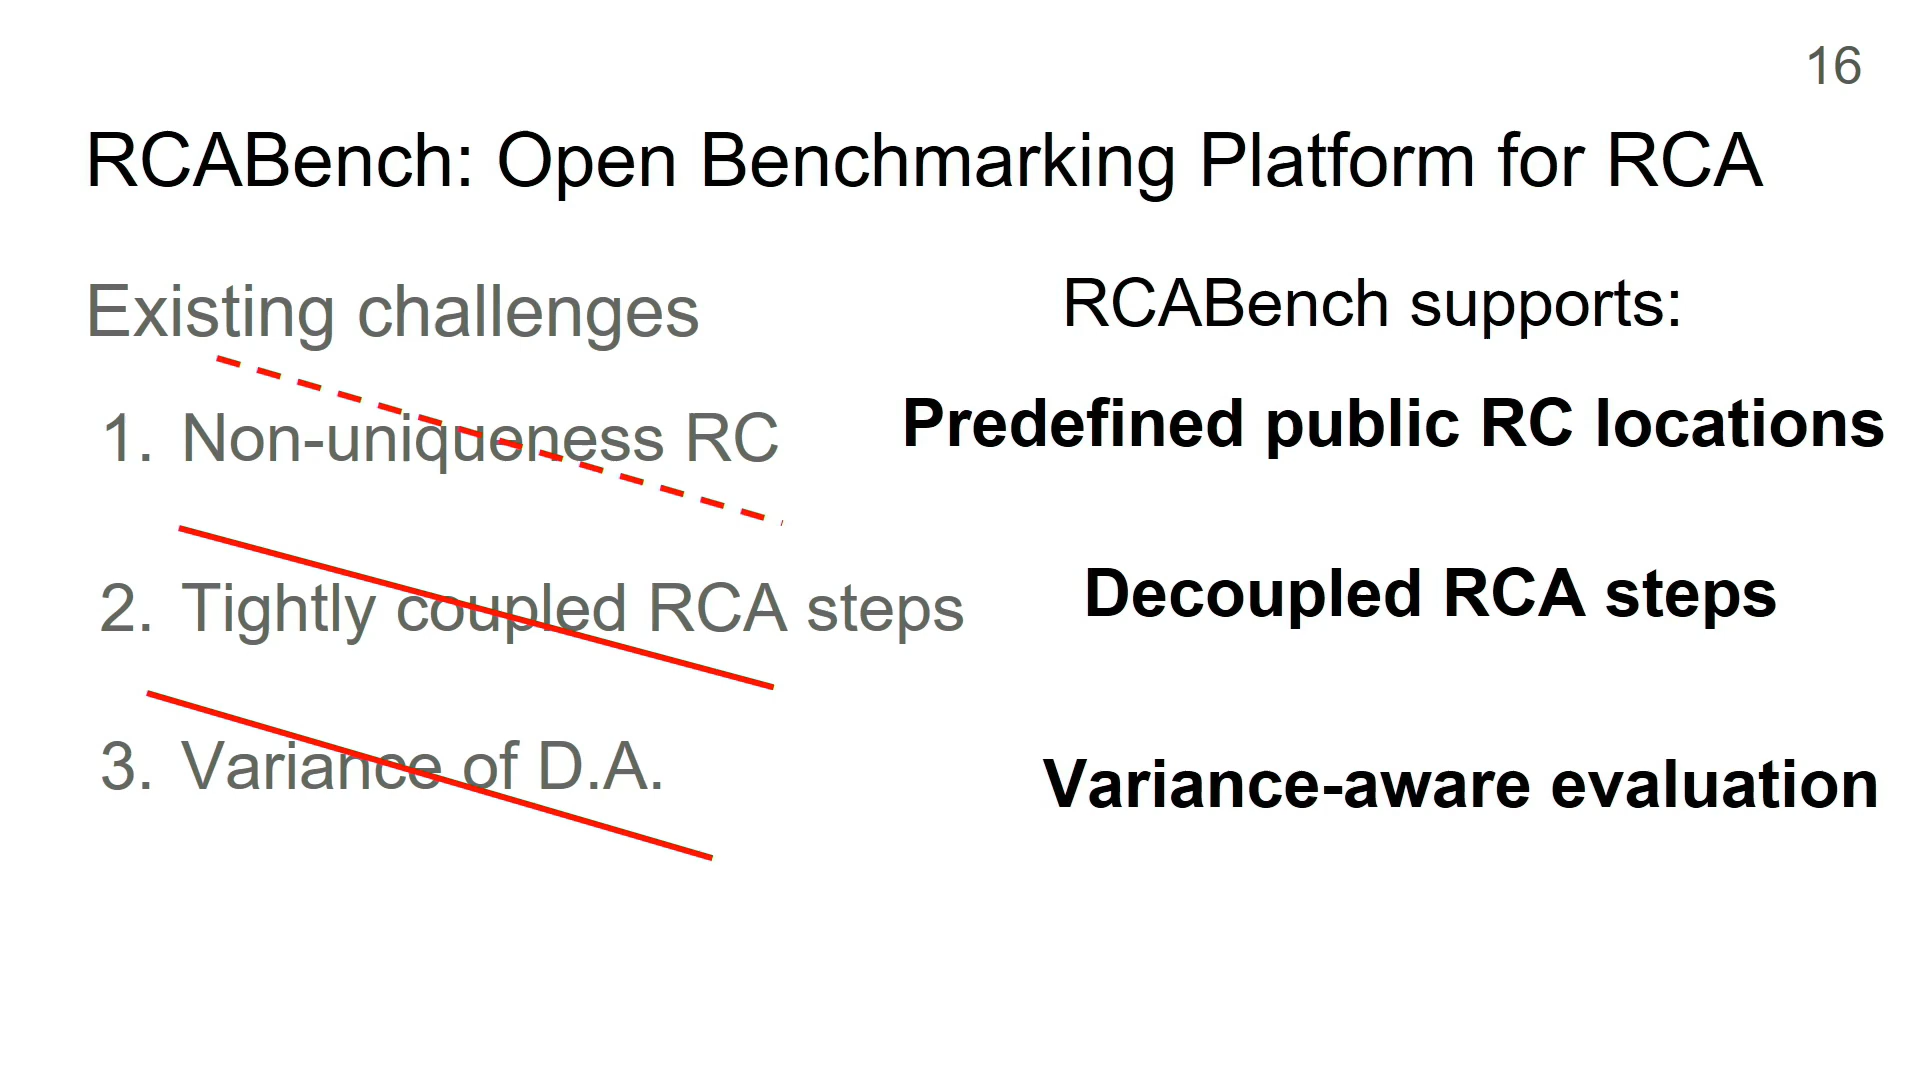 16
RCABench: Open Benchmarking Platform for RCA
Existing challenges
1. Non-uniqueness RC
2. Tightly coupled RCA steps
3. Variance of D.A.
RCABench supports:
Predefined public RC locations
Decoupled RCA steps
Variance-aware evaluation